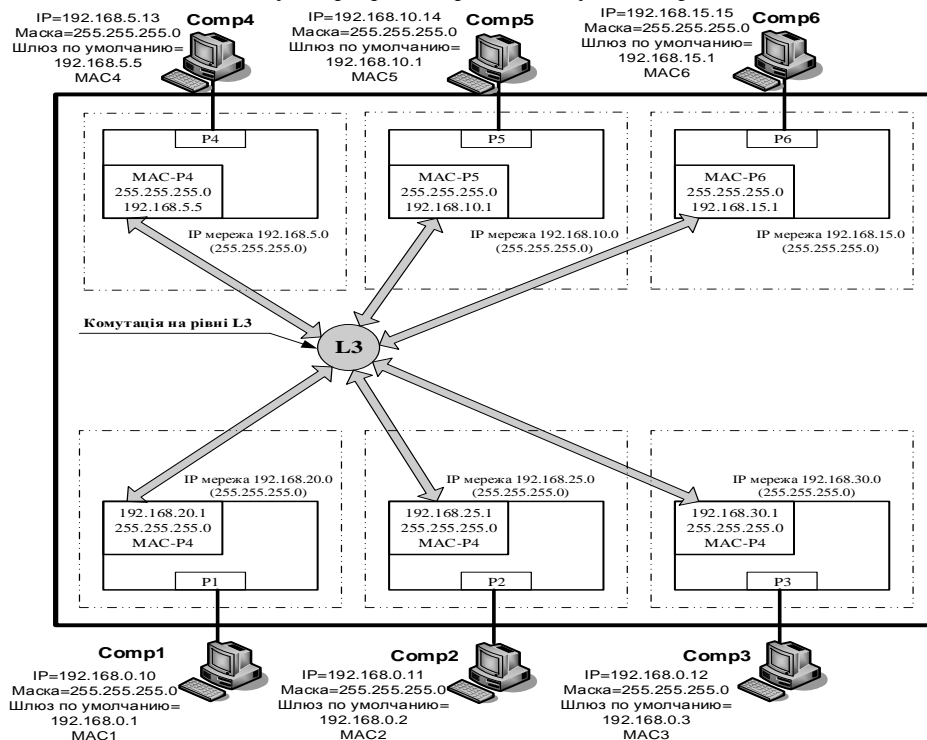 Comp4
IP=192.168.5.13
Маска=255.255.255.0
Шлюз по умолчанию=
192.168.5.5
MAC4
Comp5
IP=192.168.10.14
Маска=255.255.255.0
Шлюз по умолчанию=
192.168.10.1
MAC5
Comp6
IP=192.168.15.15
Маска=255.255.255.0
Шлюз по умолчанию=
192.168.15.1
MAC6
P4
MAC-P4
255.255.255.0
192.168.5.5
IP мережа 192.168.5.0
(255.255.255.0)
P5
MAC-P5
255.255.255.0
192.168.10.1
IP мережа 192.168.10.0
(255.255.255.0)
P6
MAC-P6
255.255.255.0
192.168.15.1
IP мережа 192.168.15.0
(255.255.255.0)
Комутація на рівні L3
L3
IP мережа 192.168.20.0
(255.255.255.0)
192.168.20.1
255.255.255.0
MAC-P4
P1
IP мережа 192.168.25.0
(255.255.255.0)
192.168.25.1
255.255.255.0
MAC-P4
P2
IP мережа 192.168.30.0
(255.255.255.0)
192.168.30.1
255.255.255.0
MAC-P4
P3
Comp1
IP=192.168.0.10
Маска=255.255.255.0
Шлюз по умолчанию=
192.168.0.1
MAC1
Comp2
IP=192.168.0.11
Маска=255.255.255.0
Шлюз по умолчанию=
192.168.0.2
MAC2
Comp3
IP=192.168.0.12
Маска=255.255.255.0
Шлюз по умолчанию=
192.168.0.3
MAC3